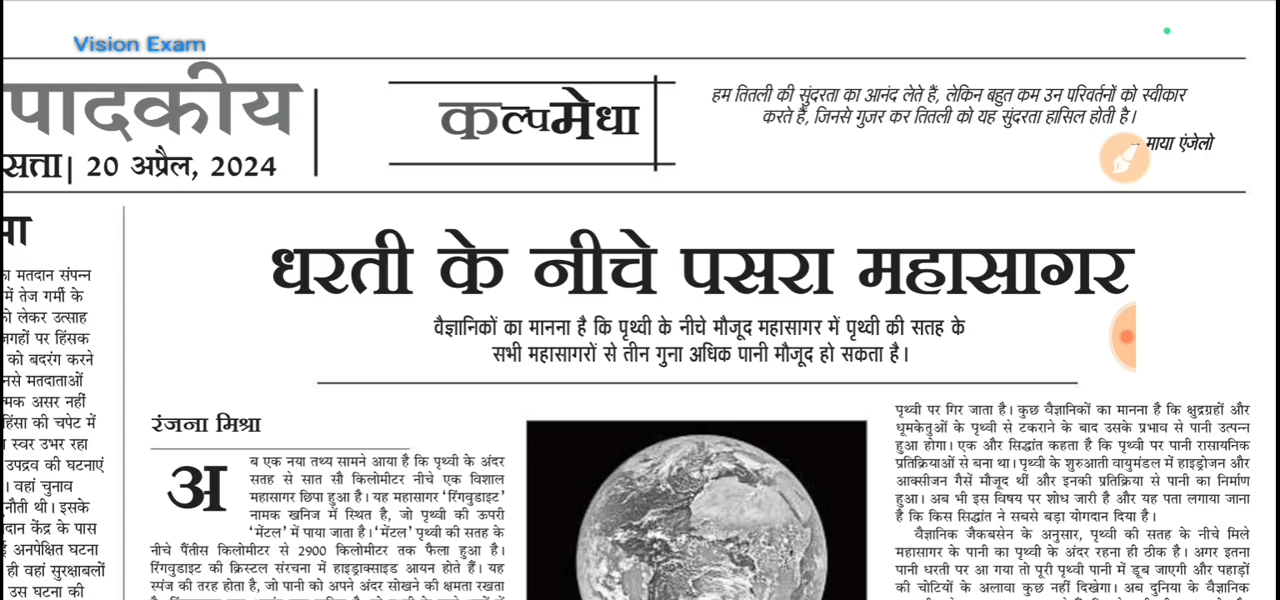 Vision Exam
पादकीय
सत्ता| 20 अप्रैल, 2024
कल्पमेधा
हम तितली की सुंदरता का आनंद लेते हैं, लेकिन बहुत कम उन परिवर्तनों को स्वीकार
करते हैं, जिनसे गुजर कर तितली को यह सुंदरता हासिल होती है।
- माया एंजेलो
का मतदान संपन्न
में तेज गर्मी के
को लेकर उत्साह
जगहों पर हिंसक
को बदरंग करने
नसे मतदाताओं
त्मक असर नहीं
हिंसा की चपेट में
स्वर उभर रहा
उपद्रव की घटनाएं
। वहां चुनाव
नौती थी। इसके
दान केंद्र के पास
ई अनपेक्षित घटना
ही वहां सुरक्षाबलों
उस घटना की
धरती के नीचे पसरा महासागर
वैज्ञानिकों का मानना है कि पृथ्वी के नीचे मौजूद महासागर में पृथ्वी की सतह के
सभी महासागरों से तीन गुना अधिक पानी मौजूद हो सकता है।
रंजना मिश्रा
अब एक नया तथ्य सामने आया है कि पृथ्वी के अंदर
सतह से सात सौ किलोमीटर नीचे एक विशाल
महासागर छिपा हुआ है। यह महासागर 'रिंगवुडाइट'
नामक खनिज में स्थित है, जो पृथ्वी की ऊपरी
'मेंटल' में पाया जाता है। 'मेंटल' पृथ्वी की सतह के
नीचे पैंतीस किलोमीटर से 2900 किलोमीटर तक फैला हुआ है।
रिंगवुडाइट की क्रिस्टल संरचना में हाइड्राक्साइड आयन होते हैं। यह
स्पंज की तरह होता है, जो पानी को अपने अंदर सोखने की क्षमता रखता
पृथ्वी पर गिर जाता है। कुछ वैज्ञानिकों का मानना है कि क्षुद्रग्रहों और
धूमकेतुओं के पृथ्वी से टकराने के बाद उसके प्रभाव से पानी उत्पन्न
हुआ होगा। एक और सिद्धांत कहता है कि पृथ्वी पर पानी रासायनिक
प्रतिक्रियाओं से बना था। पृथ्वी के शुरुआती वायुमंडल में हाइड्रोजन और
आक्सीजन गैसें मौजूद थीं और इनकी प्रतिक्रिया से पानी का निर्माण
हुआ। अब भी इस विषय पर शोध जारी है और यह पता लगाया जाना
है कि किस सिद्धांत ने सबसे बड़ा योगदान दिया है।
वैज्ञानिक जैकबसेन के अनुसार, पृथ्वी की सतह के नीचे मिले
महासागर के पानी का पृथ्वी के अंदर रहना ही ठीक है। अगर इतना
पानी धरती पर आ गया तो पूरी पृथ्वी पानी में डूब जाएगी और पहाड़ों
की चोटियों के अलावा कुछ नहीं दिखेगा। अब दुनिया के वैज्ञानिक